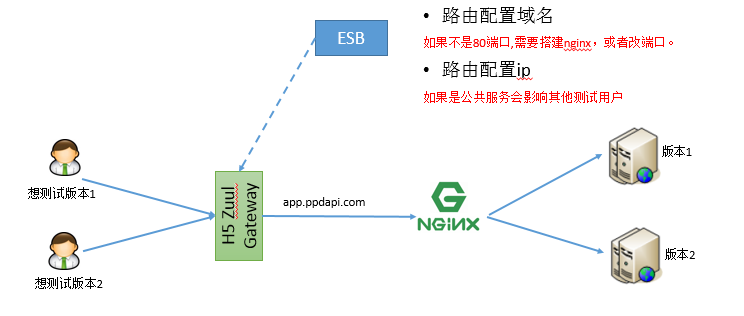 ESB
• 路由配置域名
如果不是80端口,需要搭建nginx，或者改端口。
• 路由配置ip
如果是公共服务会影响其他测试用户
想测试版本1
想测试版本2
H5 Zuul
Gateway
app.ppdapi.com
NGINX
版本1
版本2